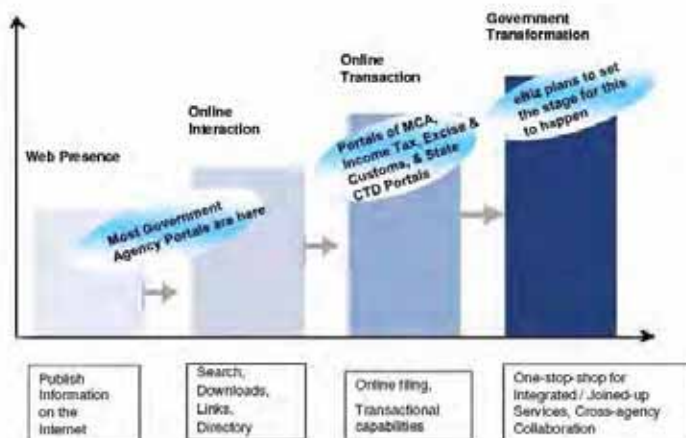 Government
Transformation
Online
Transaction
Online
Interaction
Web Presence
eBiz plans to set
the stage for this
to happen
Portals of MCA,
Income Tax, Excise &
Customs, & State
CTD Portals
Most Government
Agency Portals are here
Publish
Information
on the
Internet
Search,
Downloads,
Links,
Directory
Online filing,
Transactional
capabilities
One-stop-shop for
Integrated / Joined-up
Services, Cross-agency
Collaboration